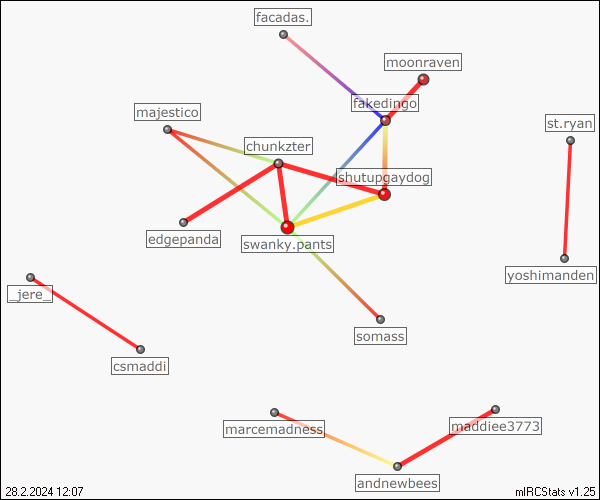 facadas.
moonraven
fakedingo
majestico
st.ryan
chunkzter
shutupgaydog
edgepanda
swanky.pants
yoshimanden
_jere_
somass
csmaddi
marcemadness
maddiee3773
andnewbees
28.2.2024 12:07
mIRCStats v1.25